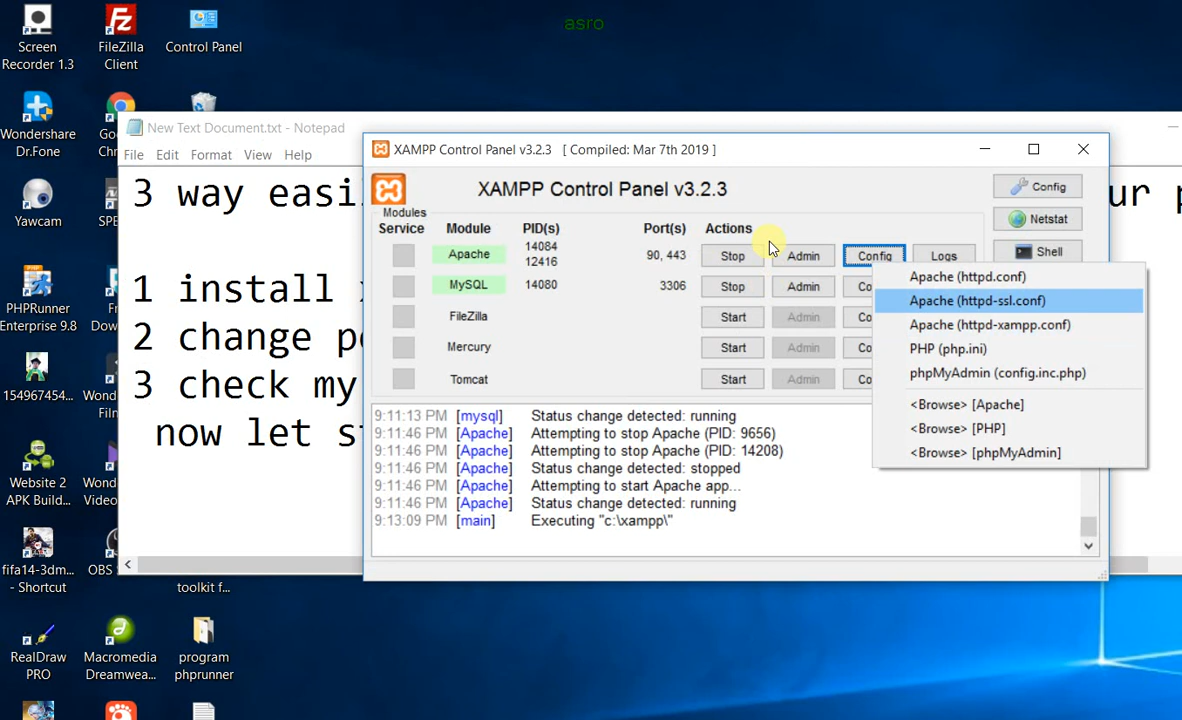 asro
Screen
Recorder 1.3
FileZilla
Client
Control Panel
Wondershare
Dr.Fone
Yawcam
PHPRunner
Enterprise 9.8
154967454...
Website 2
APK Build...
fifa14-3dm...
- Shortcut
OBS
toolkit f...
RealDraw
PRO
Macromedia
Dreamwea...
program
phprunner
New Text Document.txt - Notepad
File Edit Format View Help
3 way easi
ur p
1 install
2 change p
3 check my
now let s
XAMPP Control Panel v3.2.3 [ Compiled: Mar 7th 2019 ]
XAMPP Control Panel v3.2.3
Config
Netstat
Shell
Modules
Service Module PID(s) Port(s) Actions
Apache 14084 12416 90, 443 Stop Admin Config Logs
MySQL 14080 3306 Stop Admin Co
FileZilla Start Admin Co
Mercury Start Admin Co
Tomcat Start Admin Co
Apache (httpd.conf)
Apache (httpd-ssl.conf)
Apache (httpd-xampp.conf)
PHP (php.ini)
phpMyAdmin (config.inc.php)
<Browse> [Apache]
<Browse> [PHP]
<Browse> [phpMyAdmin]
9:11:13 PM [mysql] Status change detected: running
9:11:46 PM [Apache] Attempting to stop Apache (PID: 9656)
9:11:46 PM [Apache] Attempting to stop Apache (PID: 14208)
9:11:46 PM [Apache] Status change detected: stopped
9:11:46 PM [Apache] Attempting to start Apache app...
9:11:46 PM [Apache] Status change detected: running
9:13:09 PM [main] Executing "c:\xampp\"